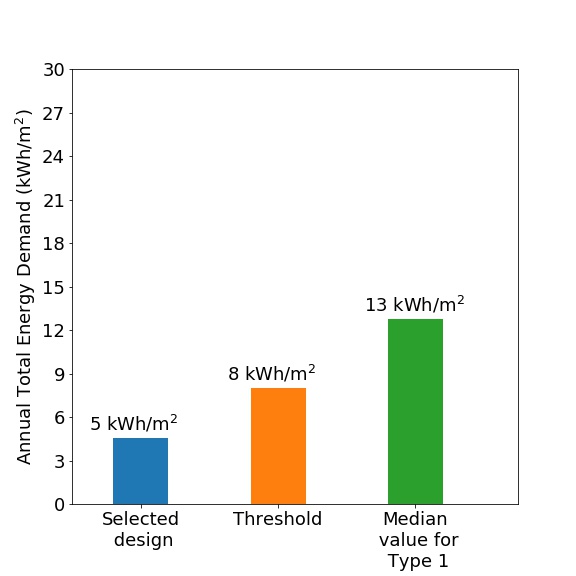 Annual Total Energy Demand (kWh/m²)
30
27
24
21
18
15
12
9
6
3
0
5 kWh/m²
8 kWh/m²
13 kWh/m²
Selected
design
Threshold
Median
value for
Type 1